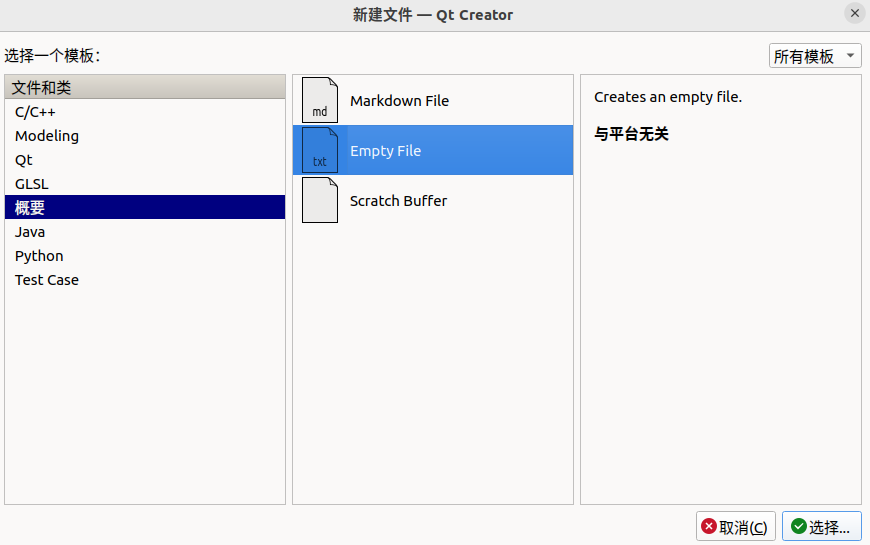 新建文件 — Qt Creator
选择一个模板：
所有模板
文件和类
C/C++
Modeling
Qt
GLSL
概要
Java
Python
Test Case
md
Markdown File
txt
Empty File
Scratch Buffer
Creates an empty file.
与平台无关
取消(C)
选择...